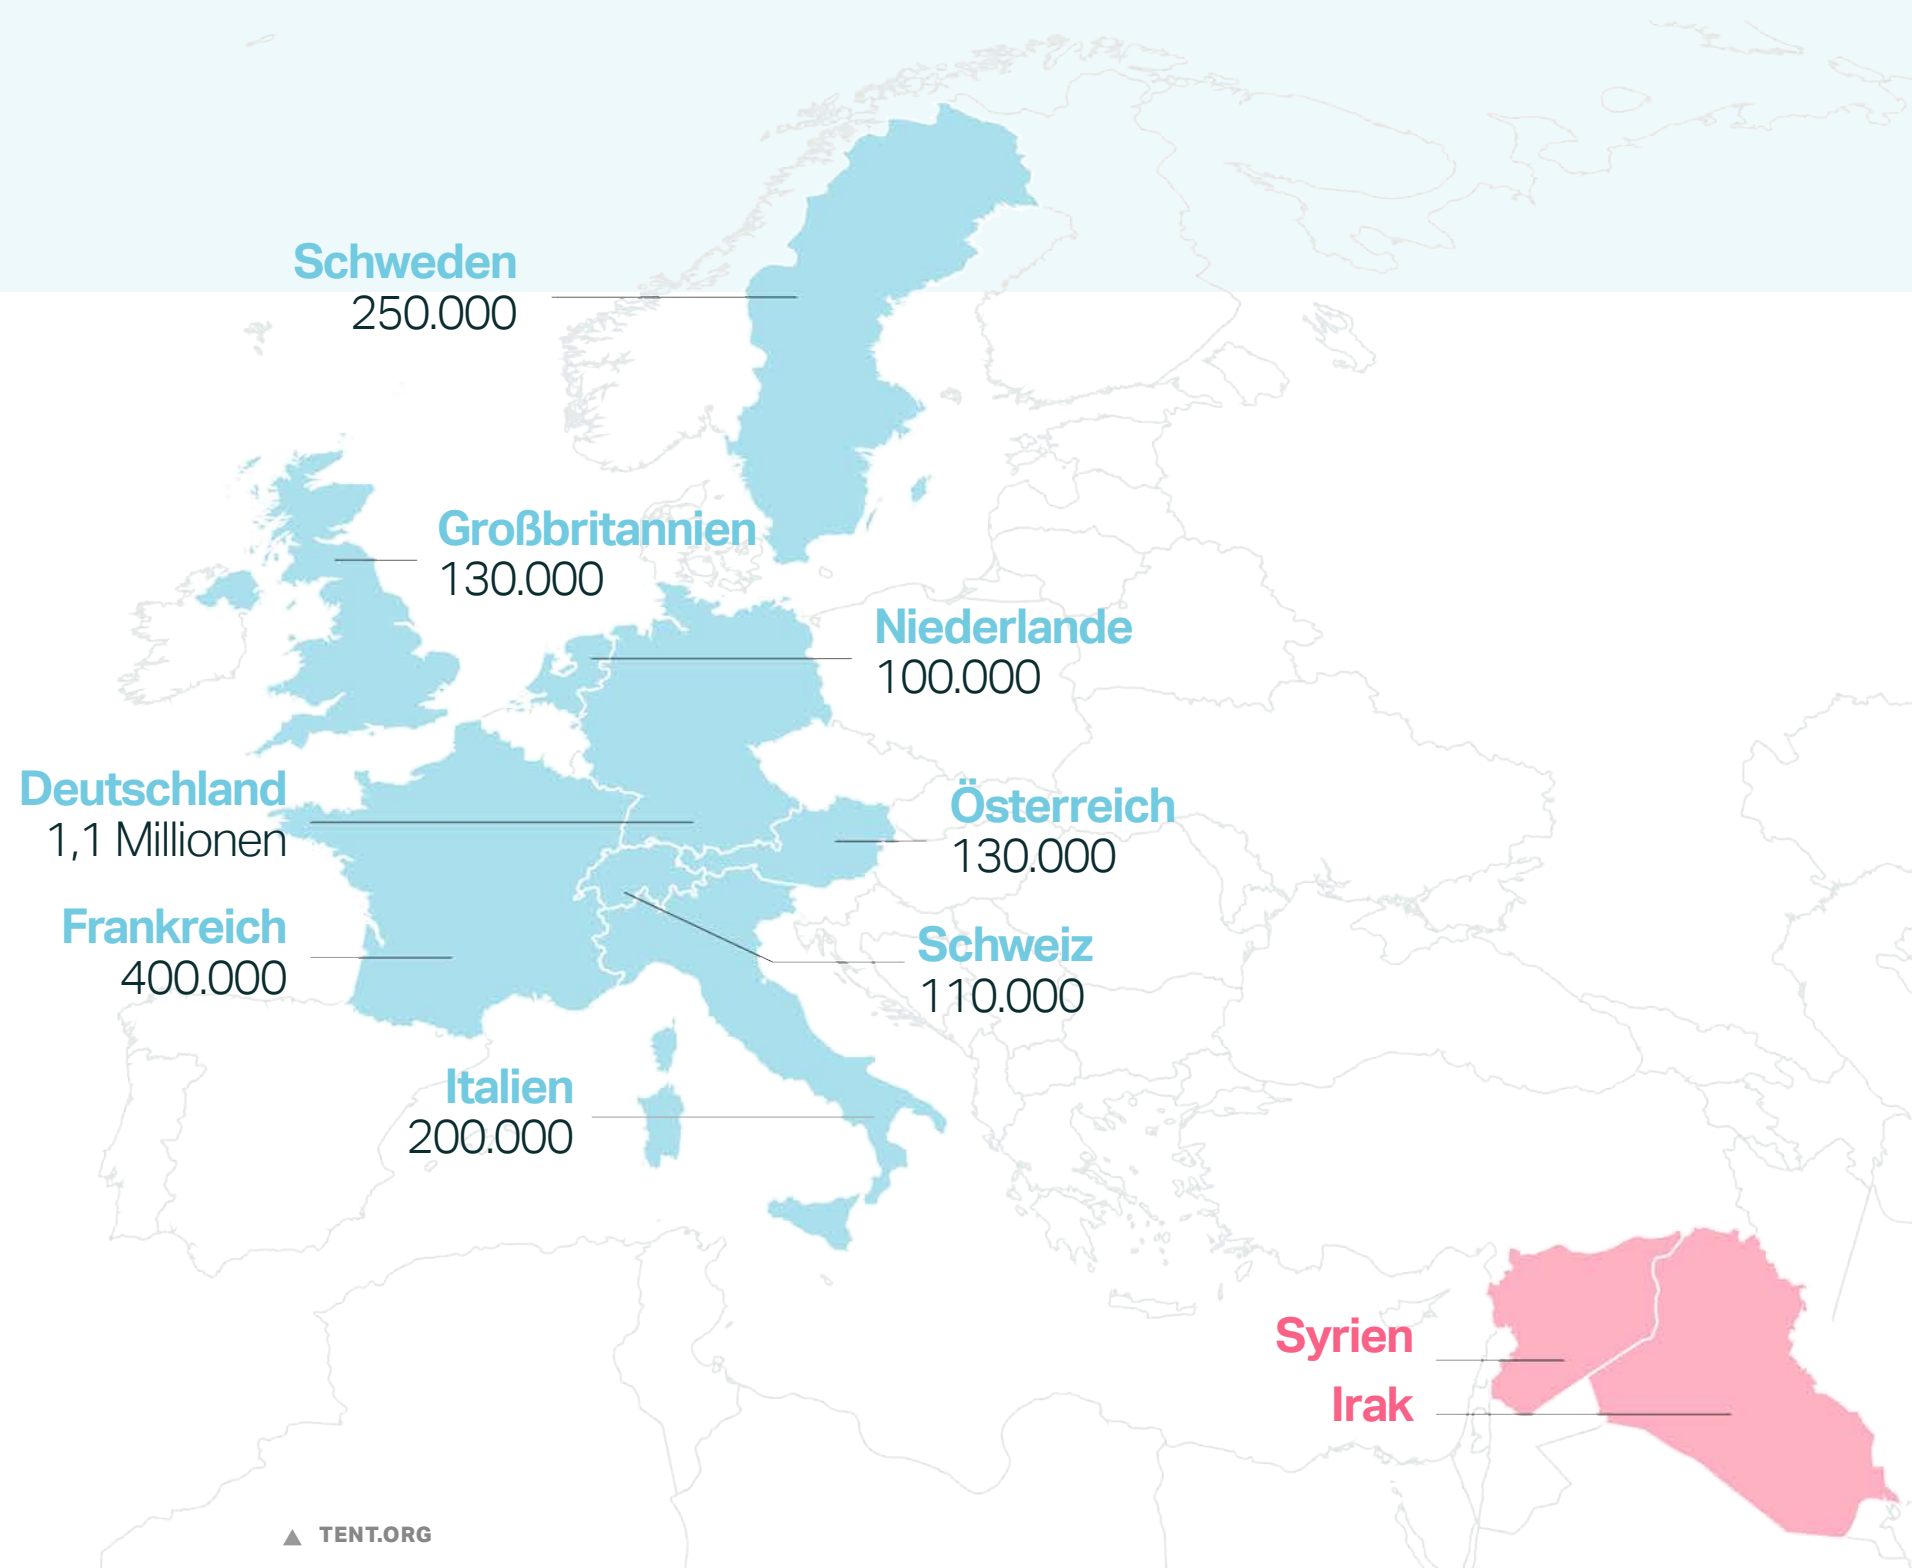 Schweden
250.000
Großbritannien
130.000
Niederlande
100.000
Deutschland
1,1 Millionen
Österreich
130.000
Frankreich
400.000
Schweiz
110.000
Italien
200.000
Syrien
Irak
▲ TENT.ORG